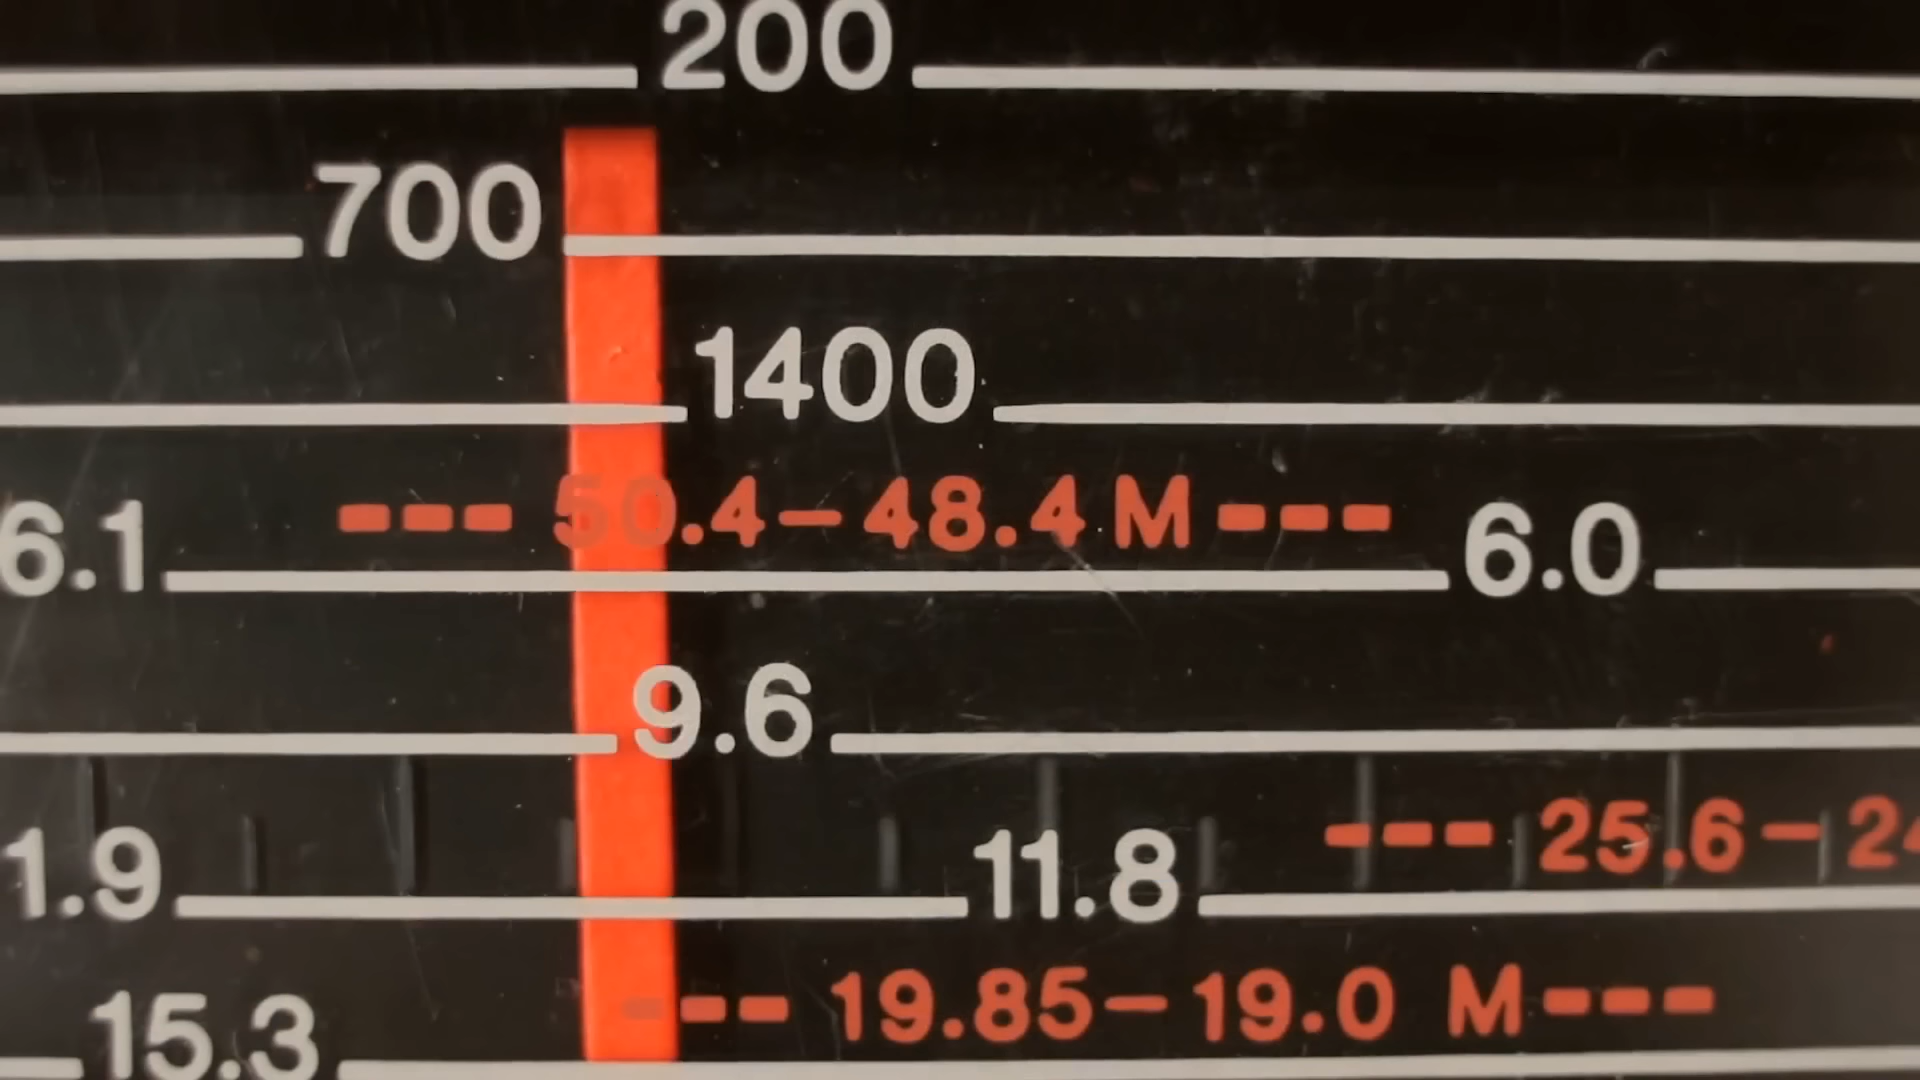 200
700
1400
6.1 --- 50.4–48.4 M --- 6.0
9.6
1.9 11.8 --- 25.6–24
15.3 --- 19.85–19.0 M---